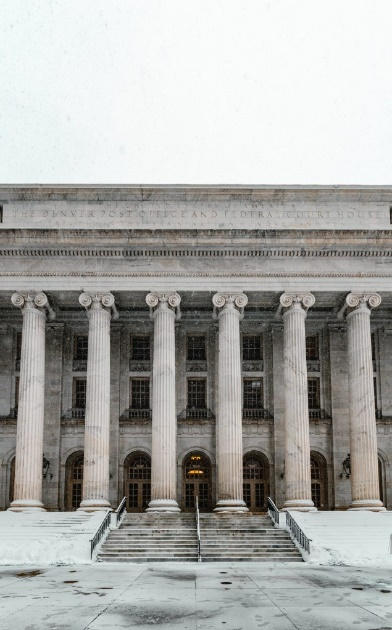 THE DENVER POST OFFICE AND FEDERAL COURT HOUSE